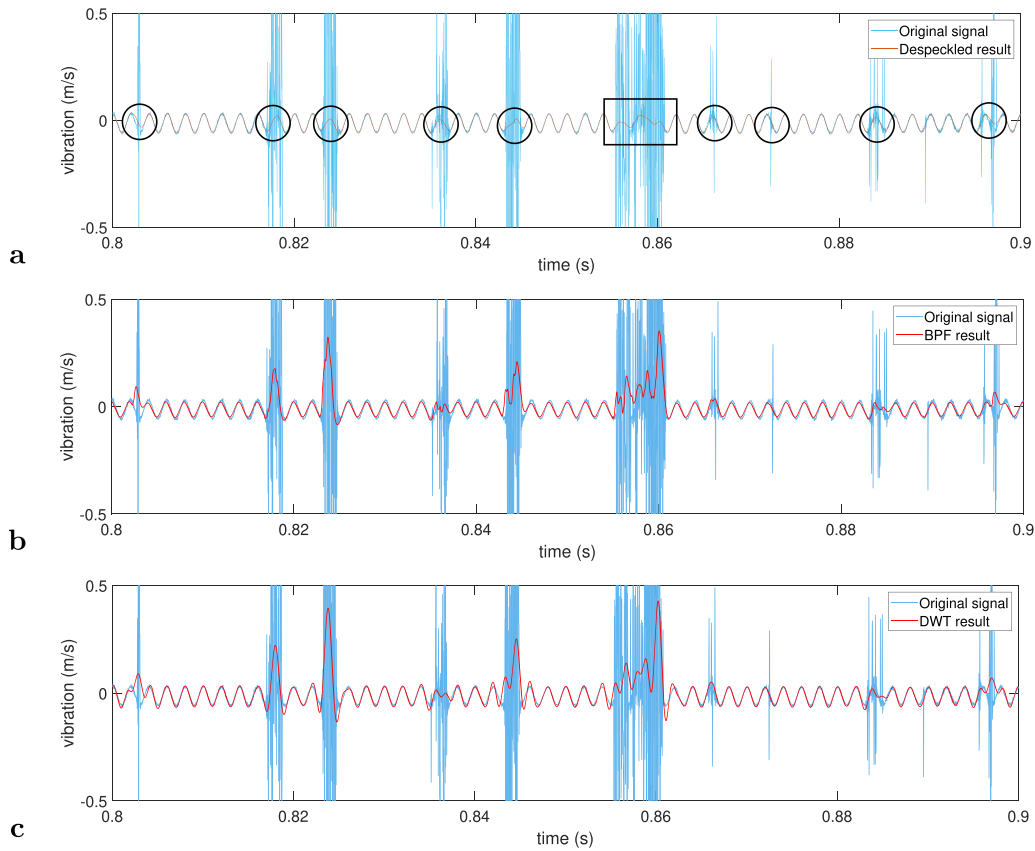 0.5
Original signal
Despeckled result
vibration (m/s)
0
-0.5
0.8
0.82
0.84
0.86
0.88
0.9
time (s)
a
0.5
Original signal
BPF result
vibration (m/s)
0
-0.5
0.8
0.82
0.84
0.86
0.88
0.9
time (s)
b
0.5
Original signal
DWT result
vibration (m/s)
0
-0.5
0.8
0.82
0.84
0.86
0.88
0.9
time (s)
c